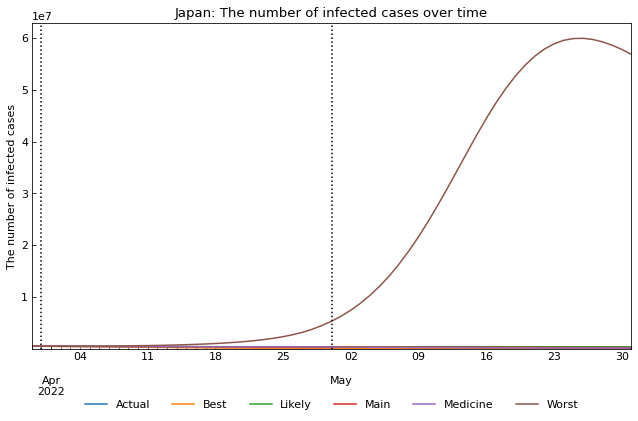 Japan: The number of infected cases over time
1e7
The number of infected cases
6
5
4
3
2
1
04 11 18 25 02 09 16 23 30
Apr May
2022
Actual Best Likely Main Medicine Worst